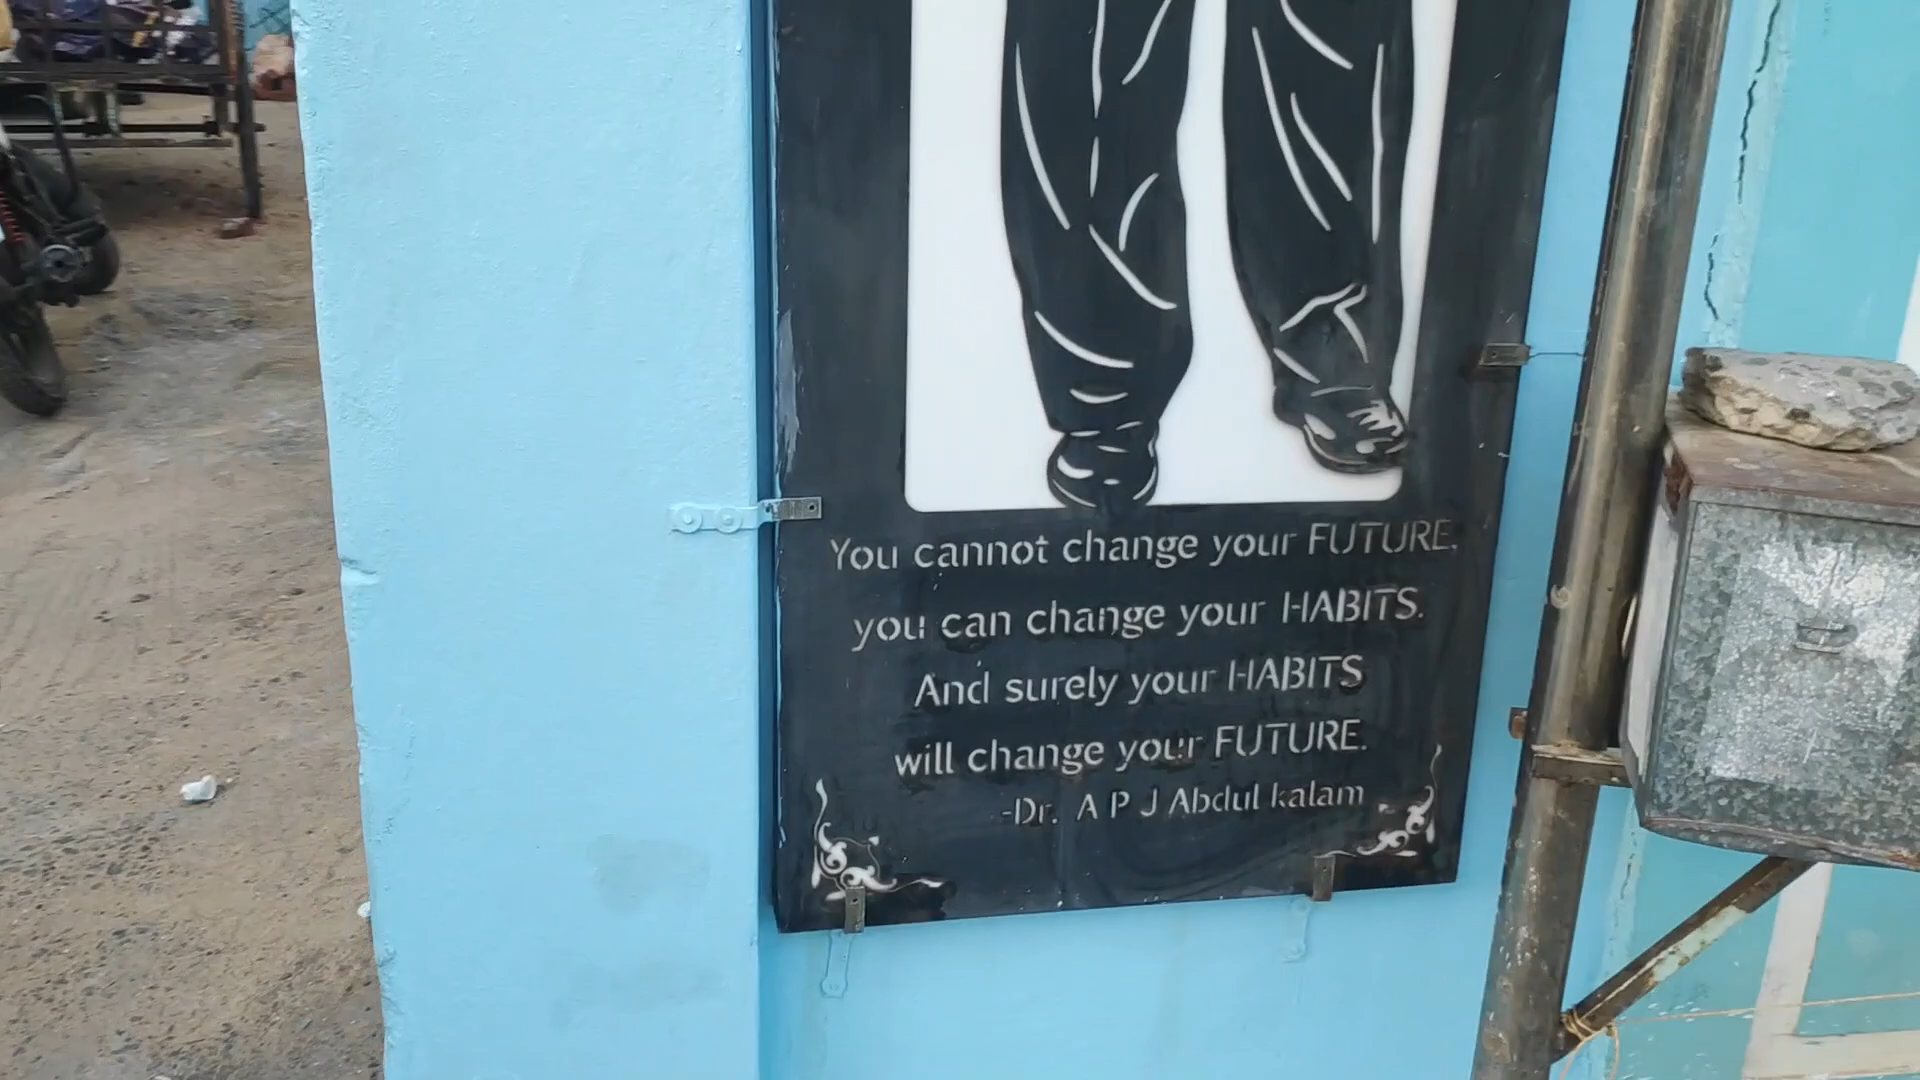 You cannot change your FUTURE,
you can change your HABITS.
And surely your HABITS
will change your FUTURE.
-Dr. A P J Abdul kalam